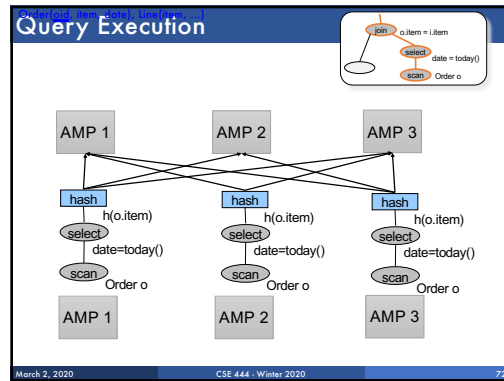 Order(oid, item, date), Line(item, ...)
Query Execution
join
o.item = i.item
select
date = today()
scan
Order o
AMP 1
AMP 2
AMP 3
hash
hash
hash
h(o.item)
h(o.item)
h(o.item)
select
select
select
date=today()
date=today()
date=today()
scan
scan
scan
Order o
Order o
Order o
AMP 1
AMP 2
AMP 3
March 2, 2020
CSE 444 - Winter 2020
72